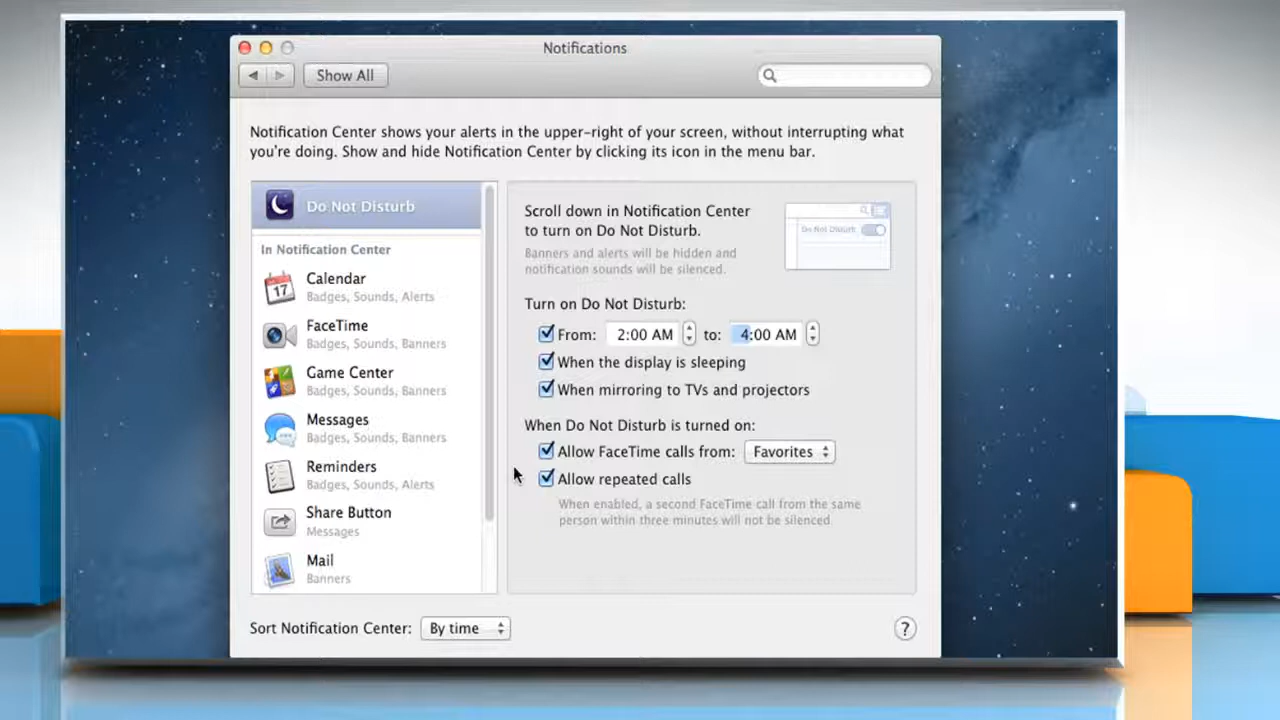 Notifications
Show All
Notification Center shows your alerts in the upper-right of your screen, without interrupting what
you're doing. Show and hide Notification Center by clicking its icon in the menu bar.
Do Not Disturb
In Notification Center
Calendar
Badges, Sounds, Alerts
FaceTime
Badges, Sounds, Banners
Game Center
Badges, Sounds, Banners
Messages
Badges, Sounds, Banners
Reminders
Badges, Sounds, Alerts
Share Button
Messages
Mail
Banners
Scroll down in Notification Center
to turn on Do Not Disturb.
Banners and alerts will be hidden and
notification sounds will be silenced.
Do Not Disturb
Turn on Do Not Disturb:
From: 2:00 AM to: 4:00 AM
When the display is sleeping
When mirroring to TVs and projectors
When Do Not Disturb is turned on:
Allow FaceTime calls from: Favorites
Allow repeated calls
When enabled, a second FaceTime call from the same
person within three minutes will not be silenced.
Sort Notification Center: By time
?
17